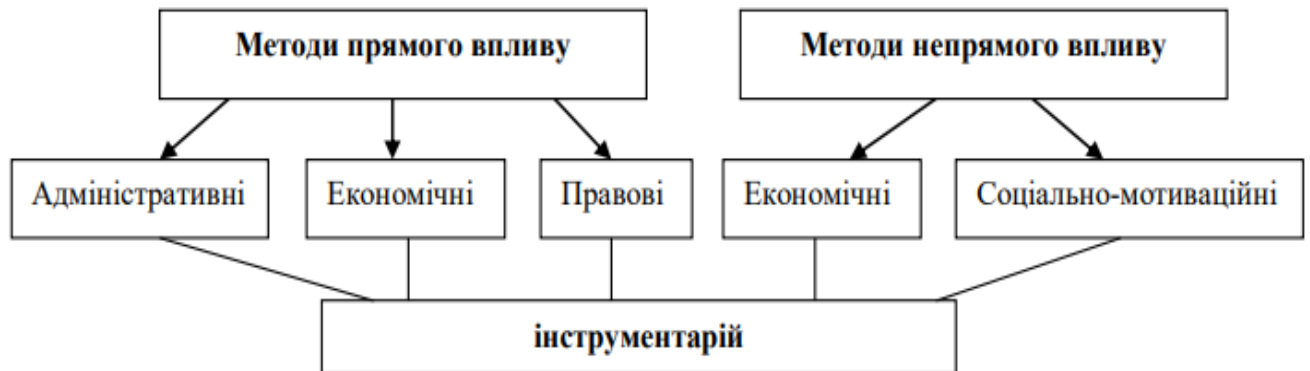 Методи прямого впливу
Методи непрямого впливу
Адміністративні
Економічні
Правові
Економічні
Соціально-мотиваційні
інструментарій